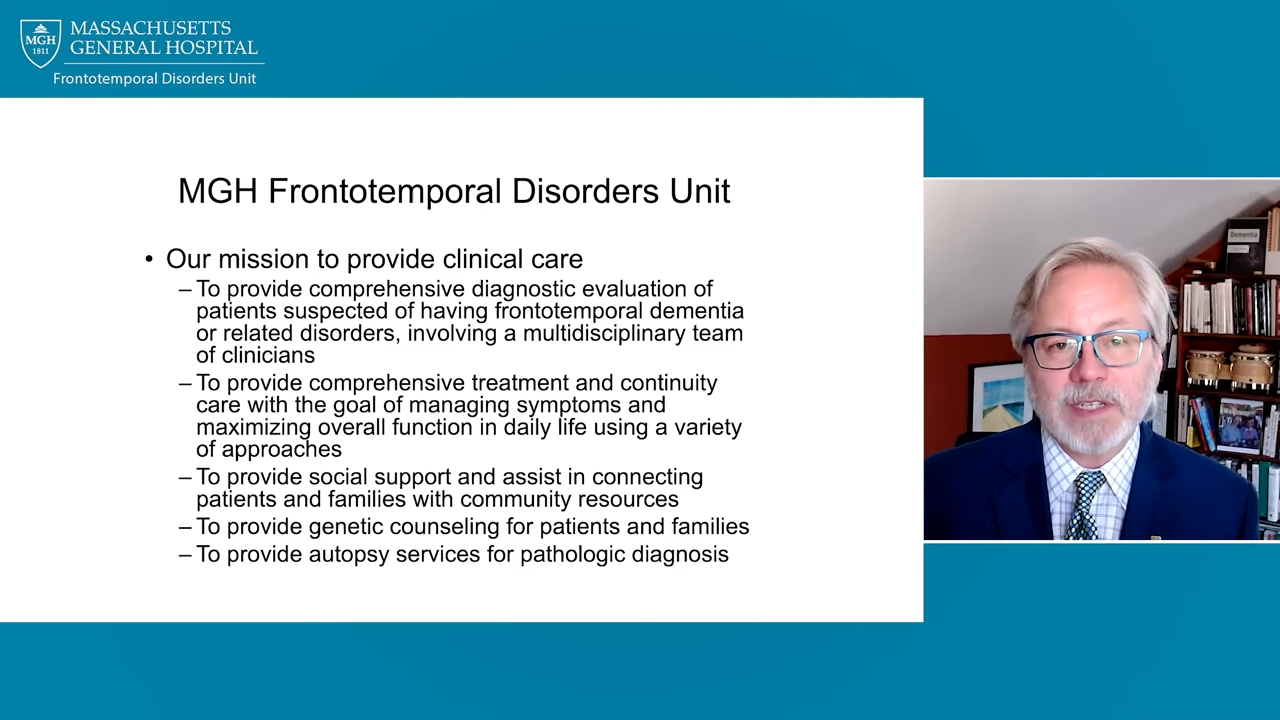 MASSACHUSETTS
GENERAL HOSPITAL
MGH
1811
Frontotemporal Disorders Unit
MGH Frontotemporal Disorders Unit
• Our mission to provide clinical care
– To provide comprehensive diagnostic evaluation of
patients suspected of having frontotemporal dementia
or related disorders, involving a multidisciplinary team
of clinicians
– To provide comprehensive treatment and continuity
care with the goal of managing symptoms and
maximizing overall function in daily life using a variety
of approaches
– To provide social support and assist in connecting
patients and families with community resources
– To provide genetic counseling for patients and families
– To provide autopsy services for pathologic diagnosis
Dementia